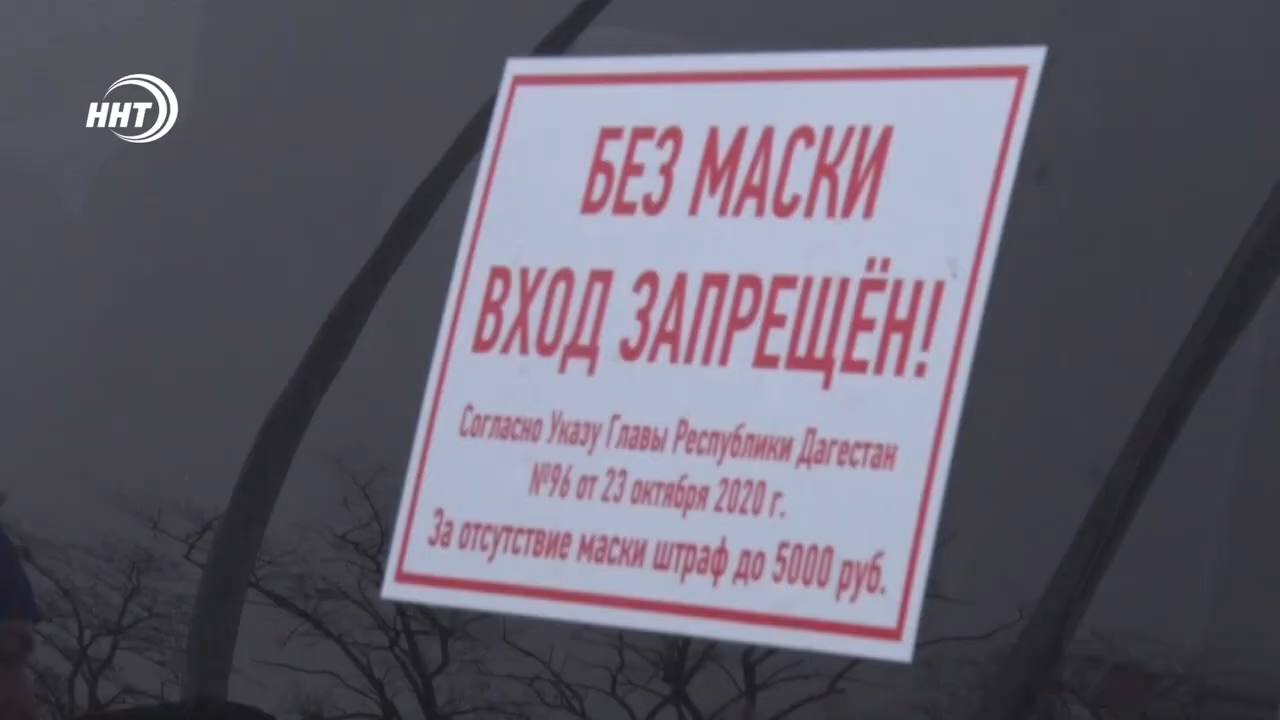 ННТ
БЕЗ МАСКИ
ВХОД ЗАПРЕЩЁН!
Согласно Указу Главы Республики Дагестан
№96 от 23 октября 2020 г.
За отсутствие маски штраф до 5000 руб.